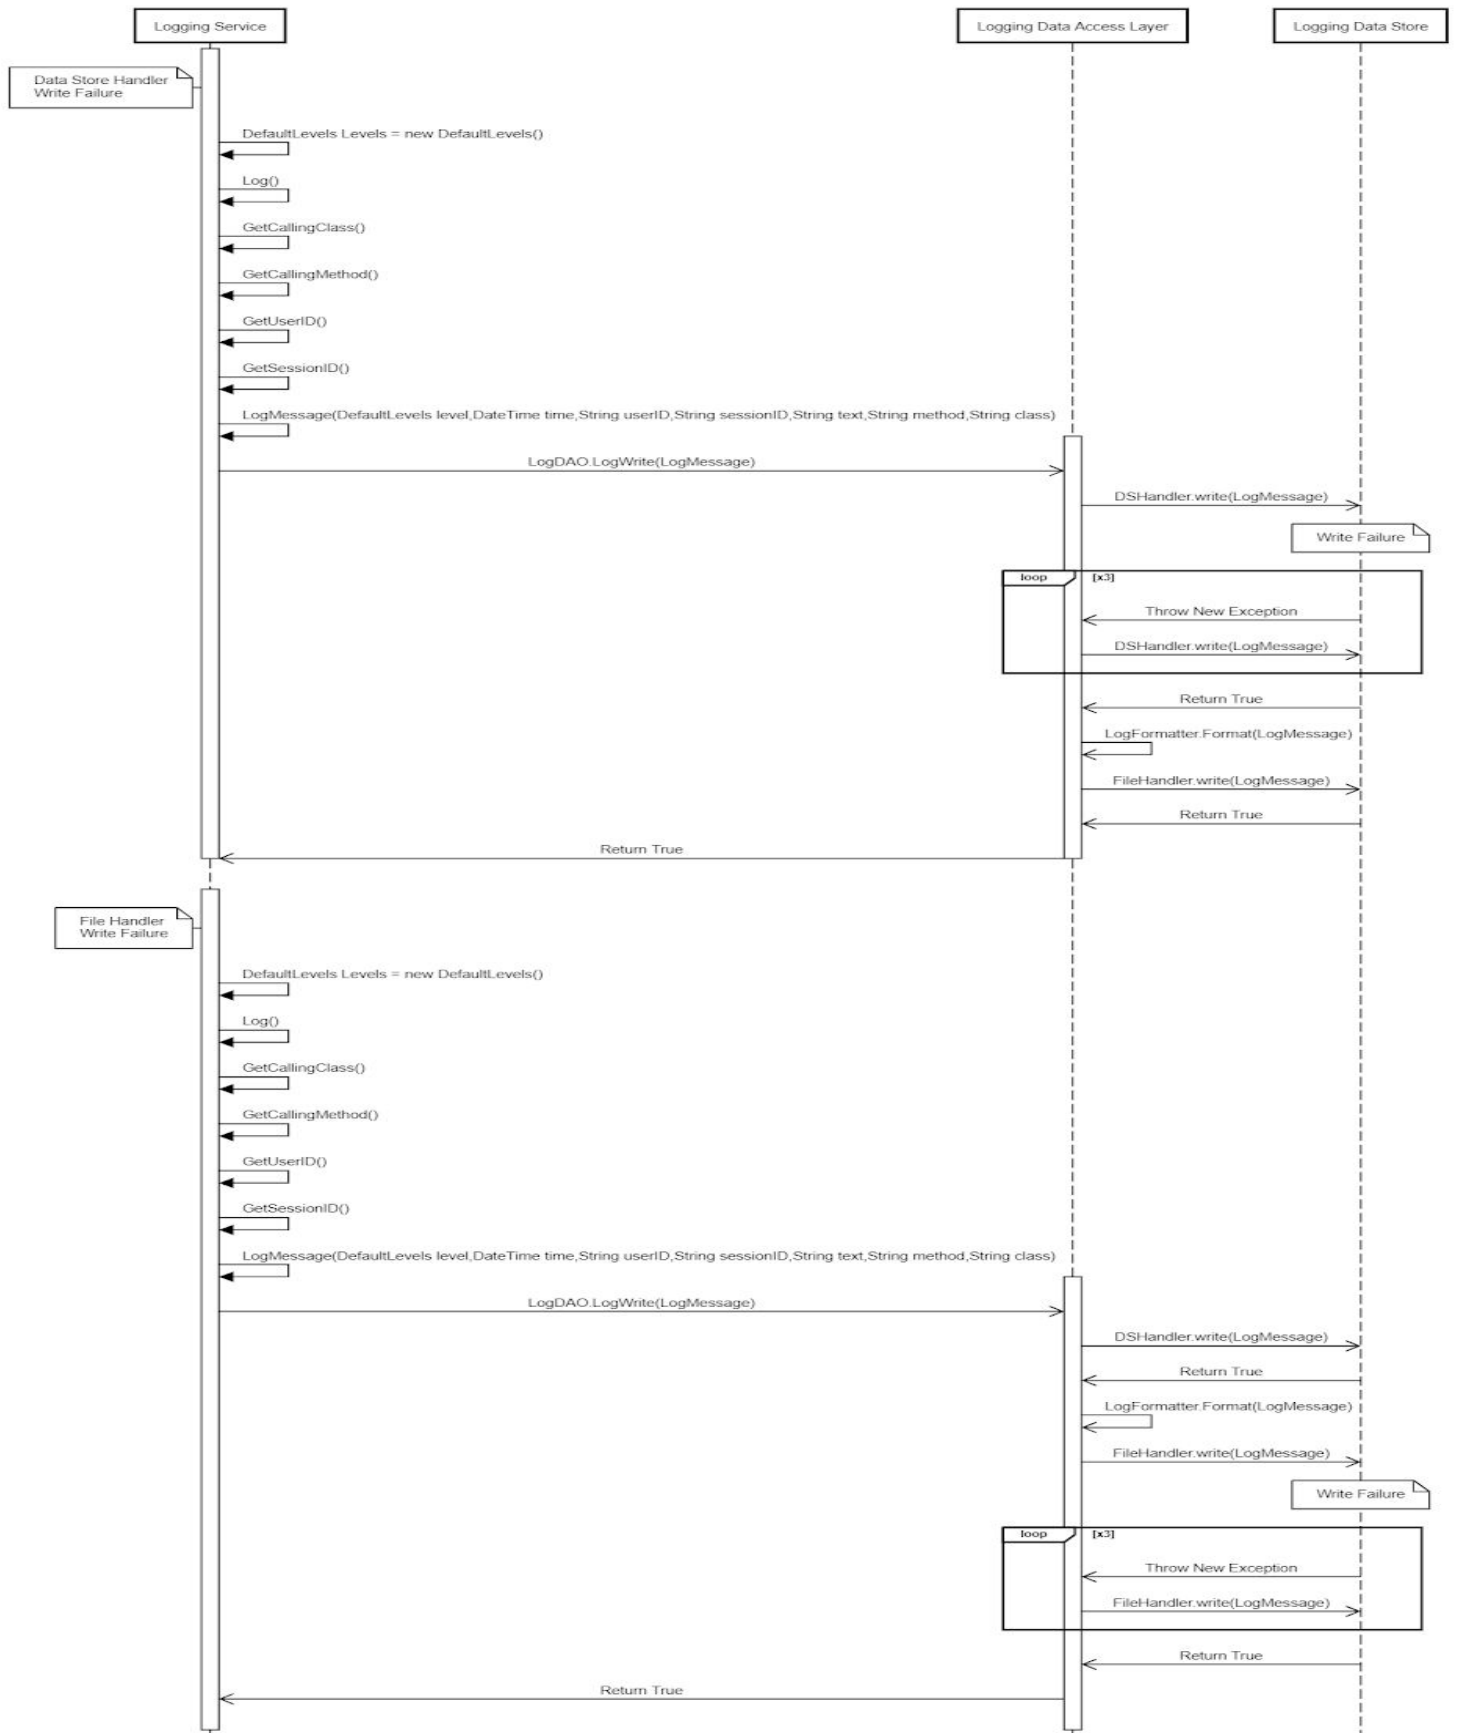 Logging Service
Logging Data Access Layer
Logging Data Store
Data Store Handler
Write Failure
DefaultLevels Levels = new DefaultLevels()
Log()
GetCallingClass()
GetCallingMethod()
GetUserID()
GetSessionID()
LogMessage(DefaultLevels level,DateTime time,String userID,String sessionID,String text,String method,String class)
LogDAO.LogWrite(LogMessage)
DSHandler.write(LogMessage)
Write Failure
loop
[x3]
Throw New Exception
DSHandler.write(LogMessage)
Return True
LogFormatter.Format(LogMessage)
FileHandler.write(LogMessage)
Return True
Return True
File Handler
Write Failure
DefaultLevels Levels = new DefaultLevels()
Log()
GetCallingClass()
GetCallingMethod()
GetUserID()
GetSessionID()
LogMessage(DefaultLevels level,DateTime time,String userID,String sessionID,String text,String method,String class)
LogDAO.LogWrite(LogMessage)
DSHandler.write(LogMessage)
Return True
LogFormatter.Format(LogMessage)
FileHandler.write(LogMessage)
Write Failure
loop
[x3]
Throw New Exception
FileHandler.write(LogMessage)
Return True
Return True